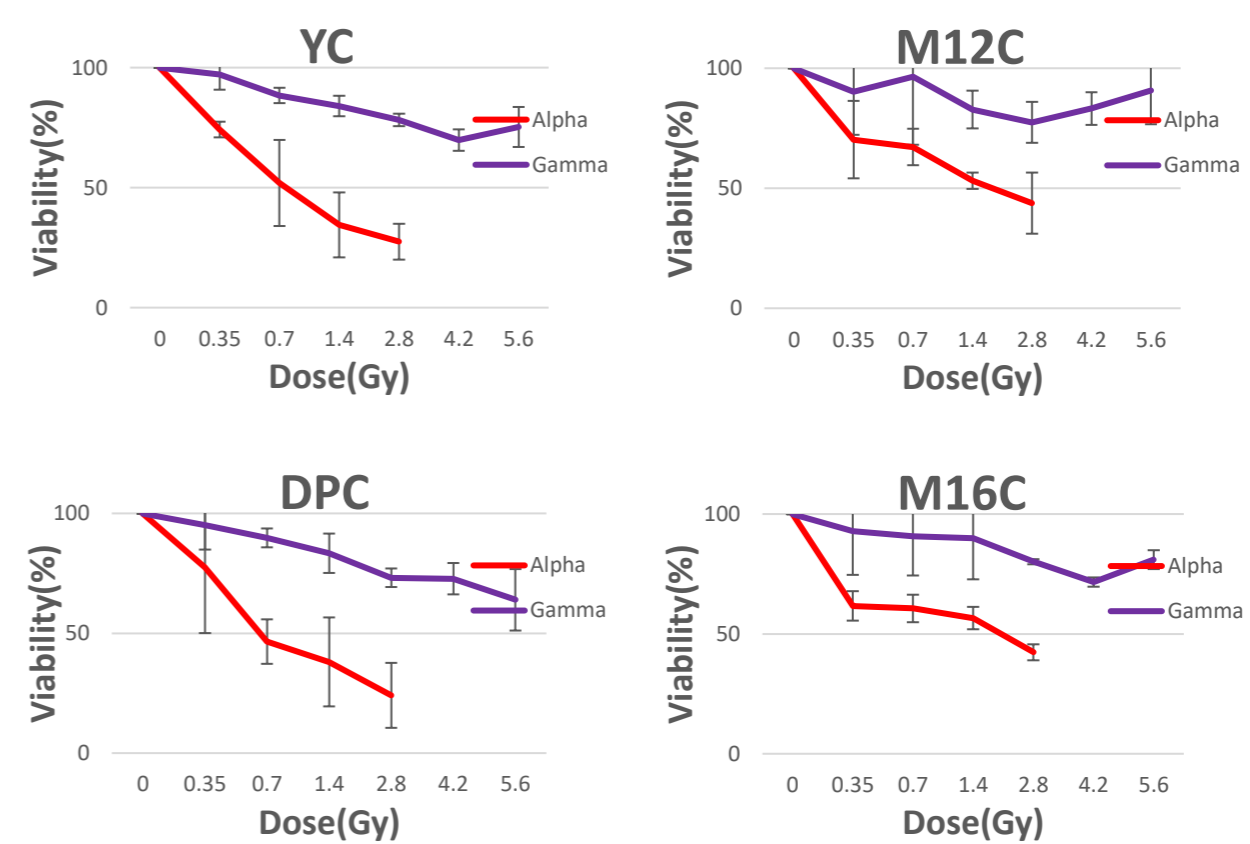 YC
100
50
0
Viability(%)
0 0.35 0.7 1.4 2.8 4.2 5.6
Dose(Gy)
Alpha
Gamma
M12C
100
50
0
Viability(%)
0 0.35 0.7 1.4 2.8 4.2 5.6
Dose(Gy)
Alpha
Gamma
DPC
100
50
0
Viability(%)
0 0.35 0.7 1.4 2.8 4.2 5.6
Dose(Gy)
Alpha
Gamma
M16C
100
50
0
Viability(%)
0 0.35 0.7 1.4 2.8 4.2 5.6
Dose(Gy)
Alpha
Gamma